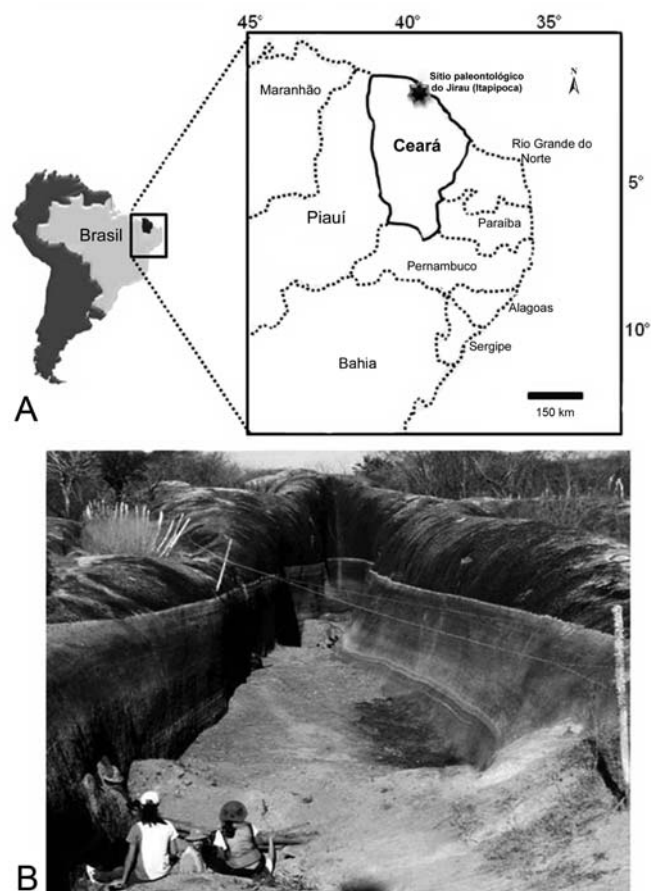 45°
40°
35°
Maranhão
Sítio paleontológico
do Jirau (Itapipoca)
N
Ceará
Rio Grande do
Norte
5°
Brasil
Piauí
Paraíba
Pernambuco
Alagoas
10°
Sergipe
Bahia
150 km
A
B